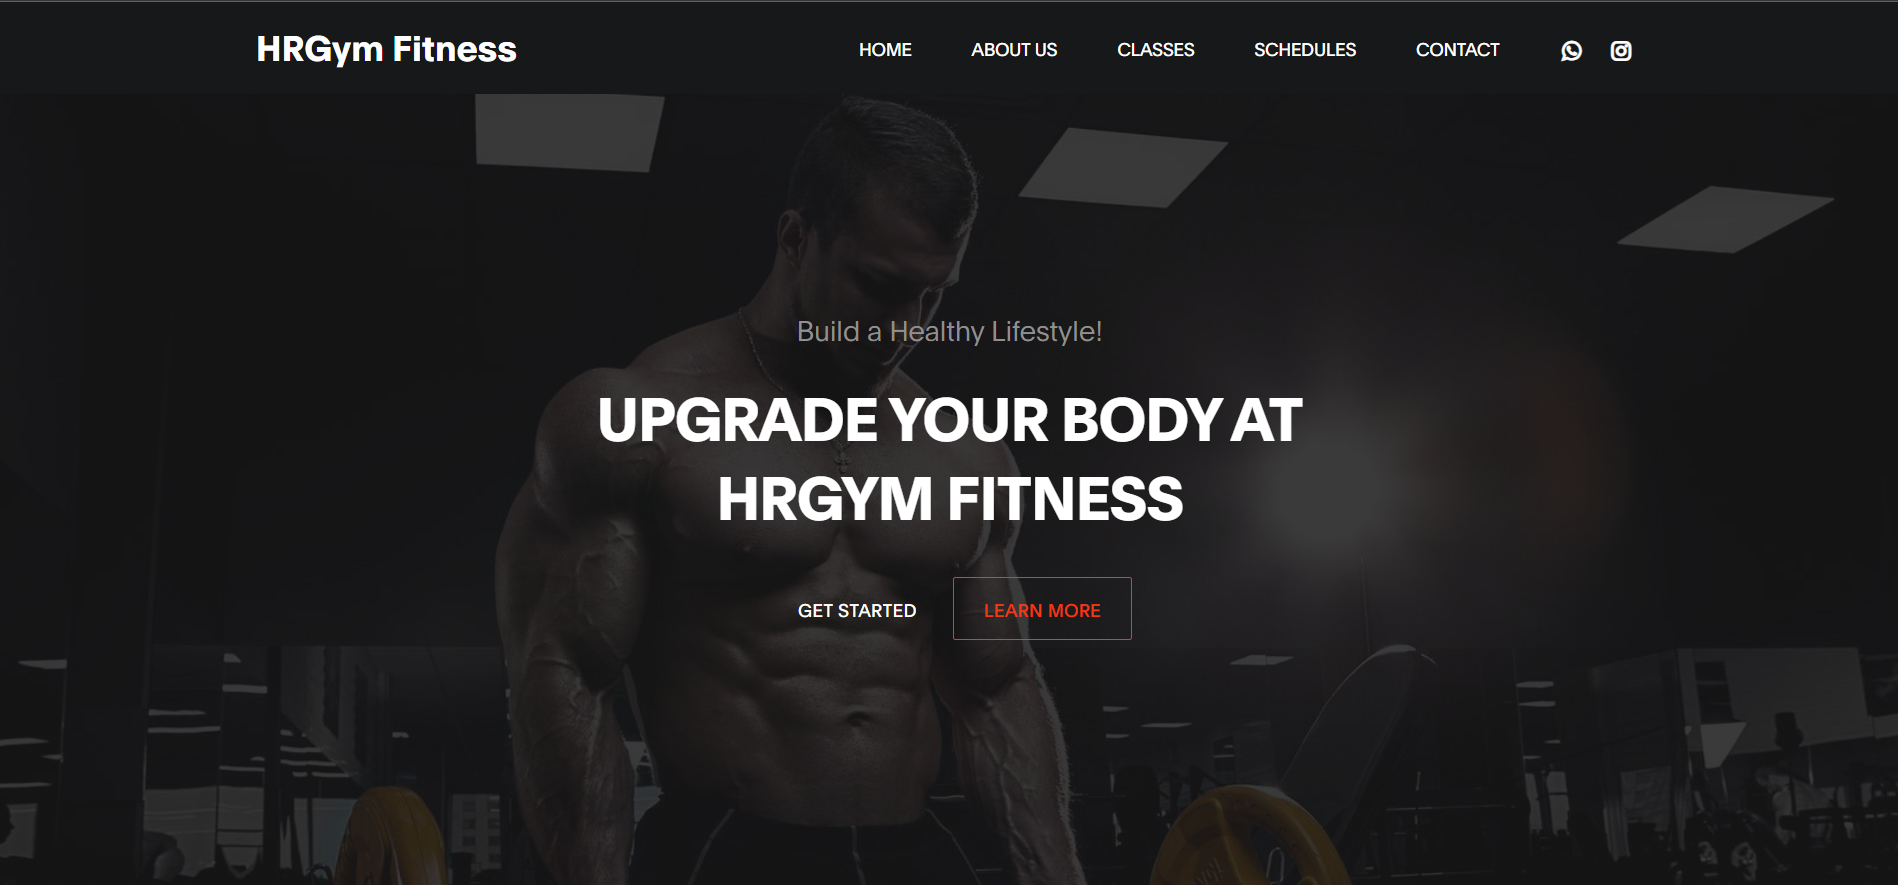 HRGym Fitness
HOME ABOUT US CLASSES SCHEDULES CONTACT
Build a Healthy Lifestyle!
UPGRADE YOUR BODY AT
HRGYM FITNESS
GET STARTED LEARN MORE